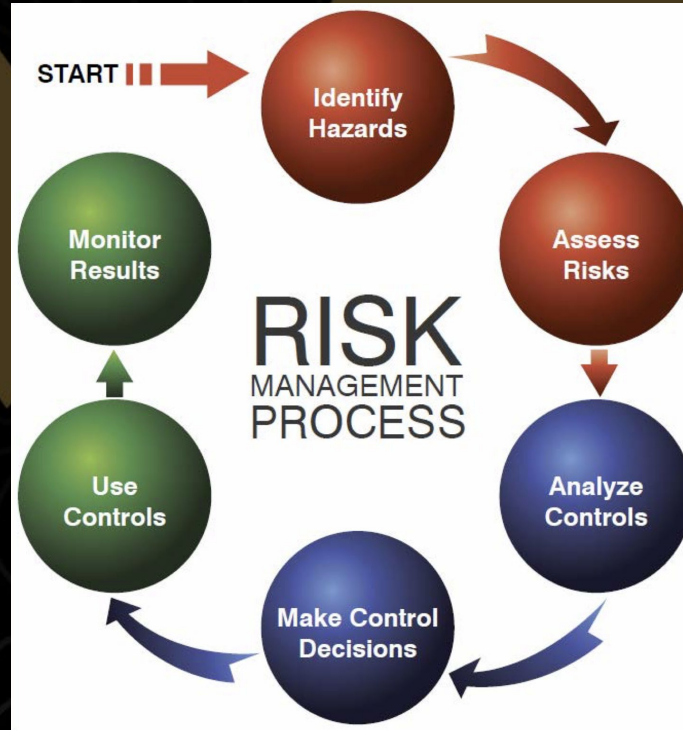 START
Identify
Hazards
Assess
Risks
Analyze
Controls
Make Control
Decisions
Use
Controls
Monitor
Results
RISK
MANAGEMENT
PROCESS